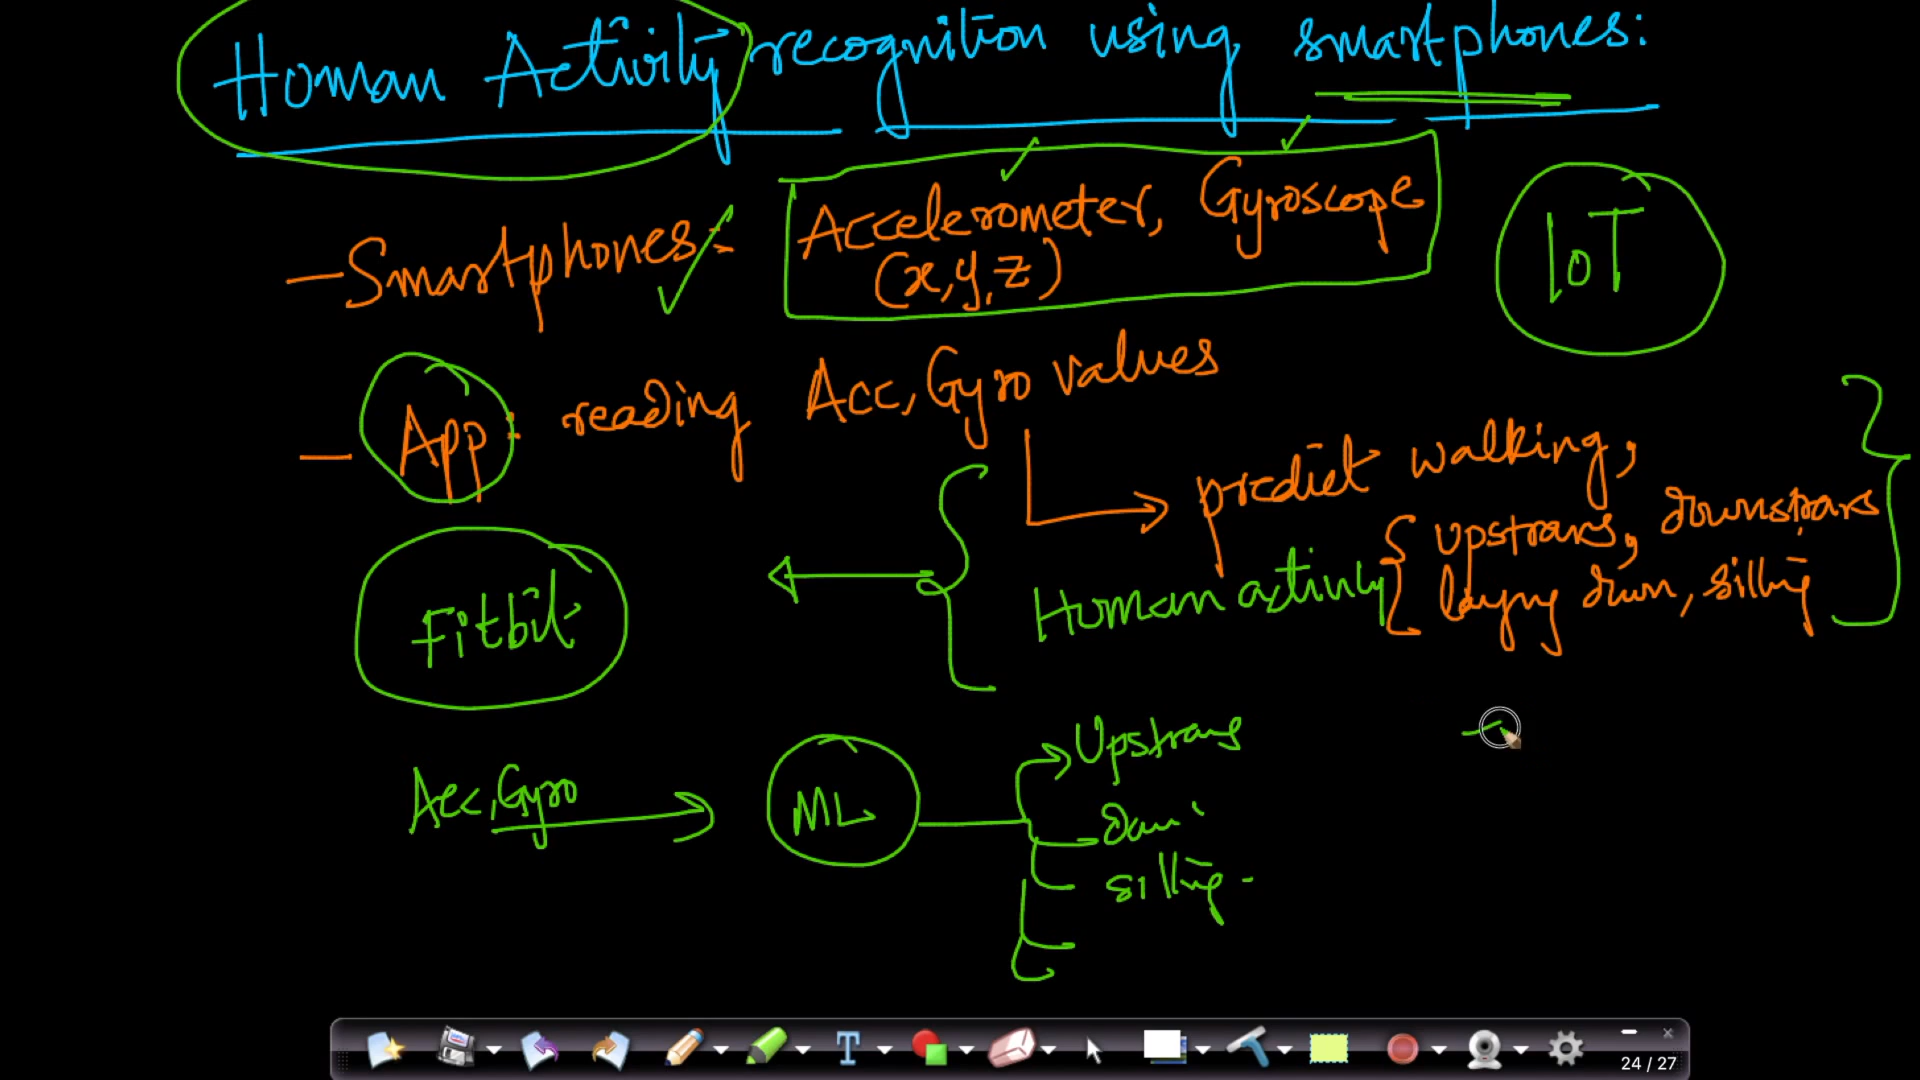 Human Activity recognition using smartphones:
- Smartphones: Accelerometer, Gyroscope
(x,y,z)
IoT
- App: reading Acc, Gyro values
predict walking,
upstairs, downstairs
Human activity { laying down, sitting
Fitbit
Acc, Gyro
ML
Upstairs
sitting -
24 / 27